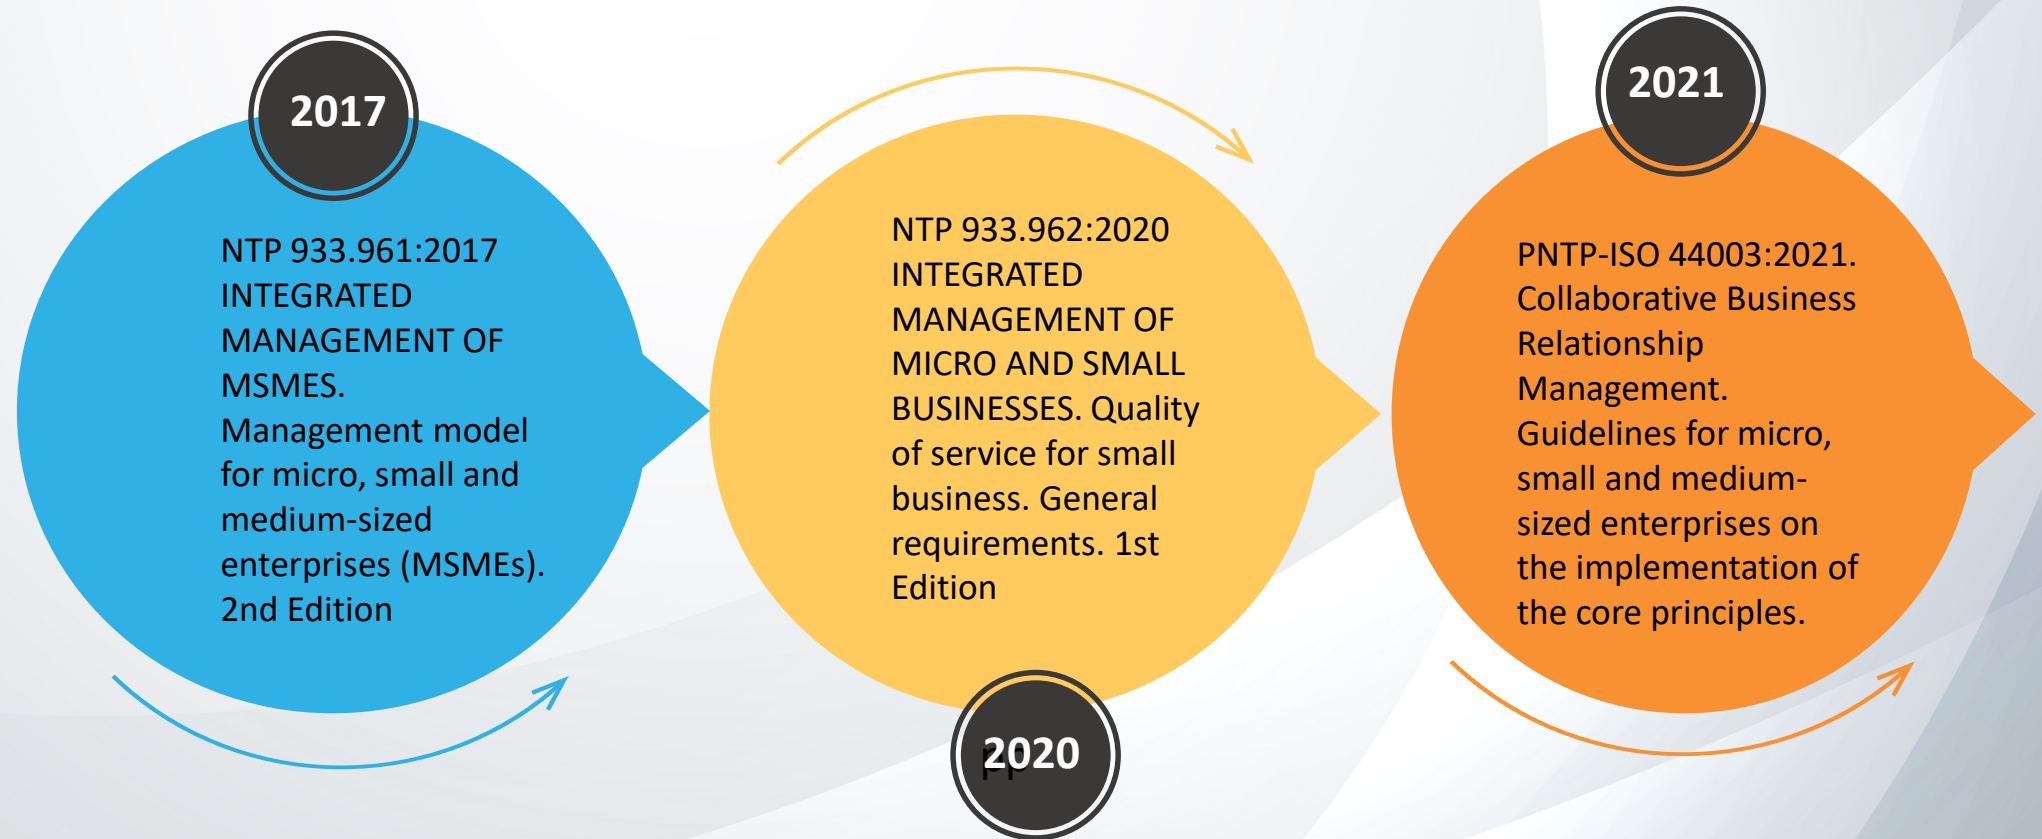 2017
NTP 933.961:2017
INTEGRATED
MANAGEMENT OF
MSMES.
Management model
for micro, small and
medium-sized
enterprises (MSMEs).
2nd Edition
NTP 933.962:2020
INTEGRATED
MANAGEMENT OF
MICRO AND SMALL
BUSINESSES. Quality
of service for small
business. General
requirements. 1st
Edition
pp
2020
2021
PNTP-ISO 44003:2021.
Collaborative Business
Relationship
Management.
Guidelines for micro,
small and medium-
sized enterprises on
the implementation of
the core principles.